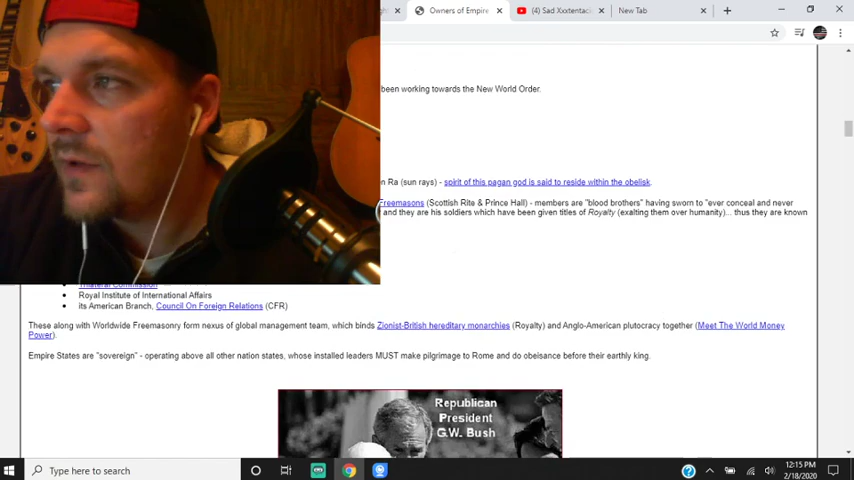 Owners of Empire
(4) Sad Xxxtentaci
New Tab
been working towards the New World Order.
en Ra (sun rays) - spirit of this pagan god is said to reside within the obelisk.
Freemasons (Scottish Rite & Prince Hall) - members are "blood brothers" having sworn to "ever conceal and never
and they are his soldiers which have been given titles of Royalty (exalting them over humanity)... thus they are known
Trilateral Commission
Royal Institute of International Affairs
its American Branch, Council On Foreign Relations (CFR)
These along with Worldwide Freemasonry form nexus of global management team, which binds Zionist-British hereditary monarchies (Royalty) and Anglo-American plutocracy together (Meet The World Money
Power).
Empire States are "sovereign" - operating above all other nation states, whose installed leaders MUST make pilgrimage to Rome and do obeisance before their earthly king.
Republican
President
G.W. Bush
Type here to search
12:15 PM
2/18/2020